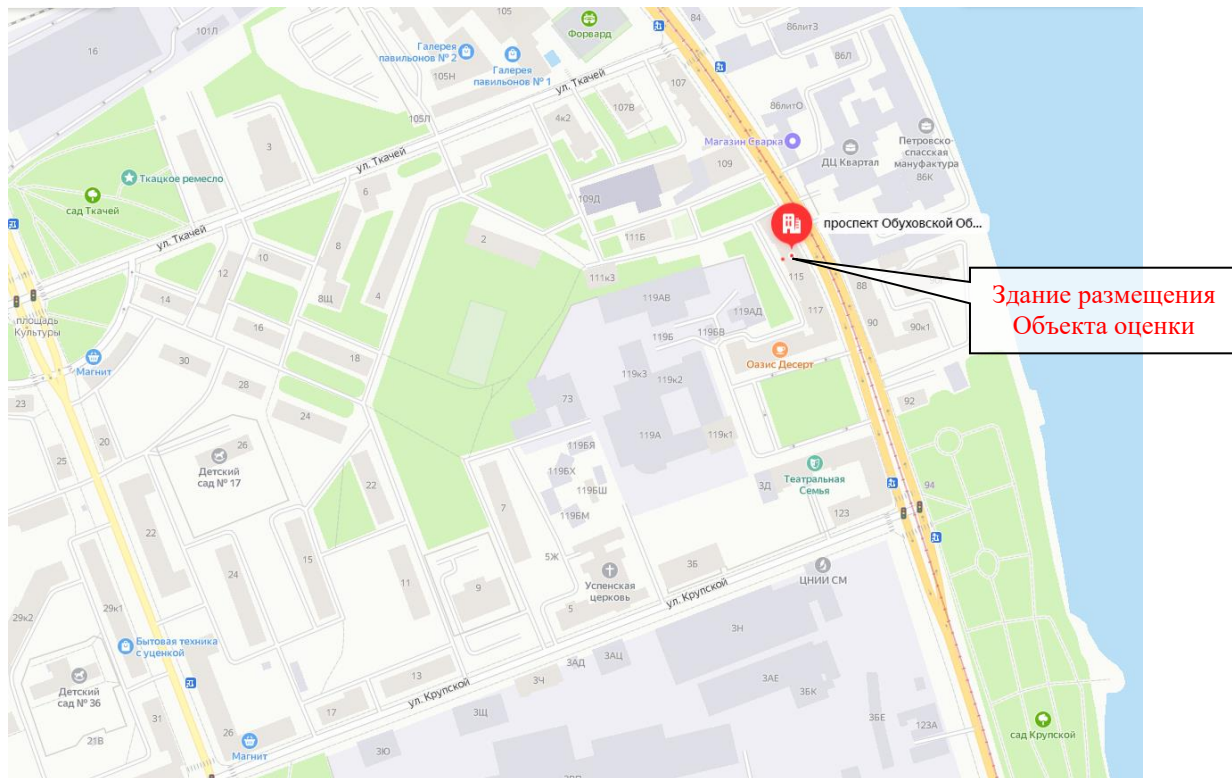 105
84
86лит3
101Л
Форвард
16
Галерея
павильонов № 2
86Л
105Н
Галерея
павильонов № 1
ул. Ткачей
107
107В
86литО
105Л
4к2
3
Магазин Сварка
ДЦ Квартал
Петровско-
спасская
мануфактура
86К
109
ул. Ткачей
Ткацкое ремесло
6
109Д
сад Ткачей
проспект Обуховской Об...
2
111Б
ул. Ткачей
8
10
12
111к3
115
88
8Щ
4
14
119АВ
119АД
117
Здание размещения
Объекта оценки
площадь
Культуры
16
119Б
119БВ
90
90к1
18
30
Оазис Десерт
Магнит
119к3
119к2
28
73
23
24
92
20
119А
119к1
26
119БЯ
25
Детский
сад № 17
119БХ
Театральная
Семья
3Д
94
22
119БШ
7
119БМ
123
22
15
5Ж
3Б
24
11
ЦНИИ СМ
9
Успенская
церковь
29к1
5
ул. Крупской
29к2
3Н
Бытовая техника
с уценкой
3АЦ
3АД
13
3АЕ
Детский
сад № 36
3Ч
3БК
ул. Крупской
31
17
3Щ
3БЕ
123А
26
21В
сад Крупской
Магнит
3Ю